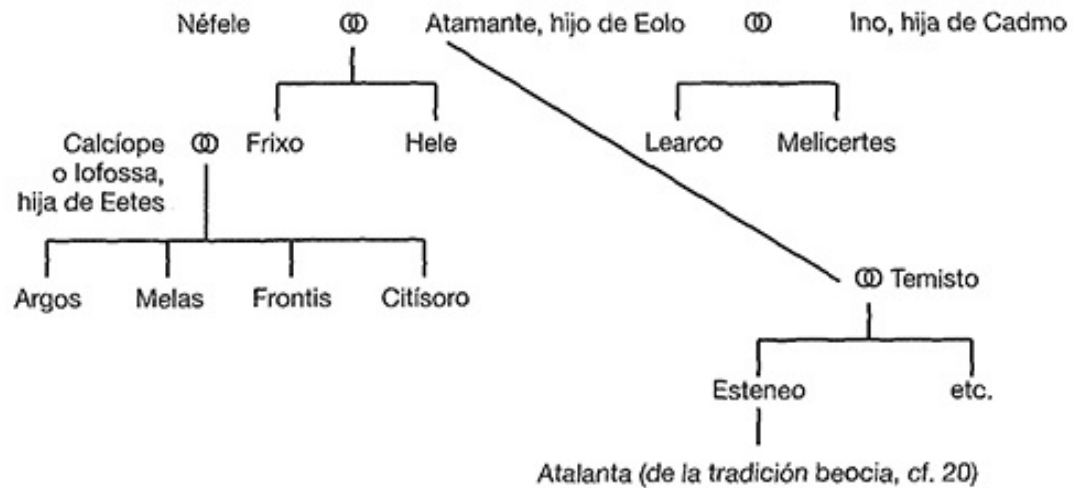 Néfele ⚭ Atamante, hijo de Eolo ⚭ Ino, hija de Cadmo
Calcíope ⚭ Frixo Hele Learco Melicertes
o Iofossa,
hija de Eetes
Argos Melas Frontis Citísoro
⚭ Temisto
Esteneo etc.
Atalanta (de la tradición beocia, cf. 20)